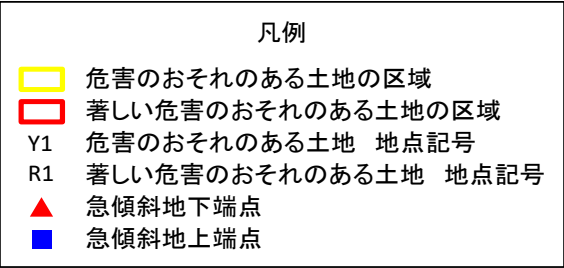 凡例
危害のおそれのある土地の区域
著しい危害のおそれのある土地の区域
Y1 危害のおそれのある土地 地点記号
R1 著しい危害のおそれのある土地 地点記号
急傾斜地下端点
急傾斜地上端点